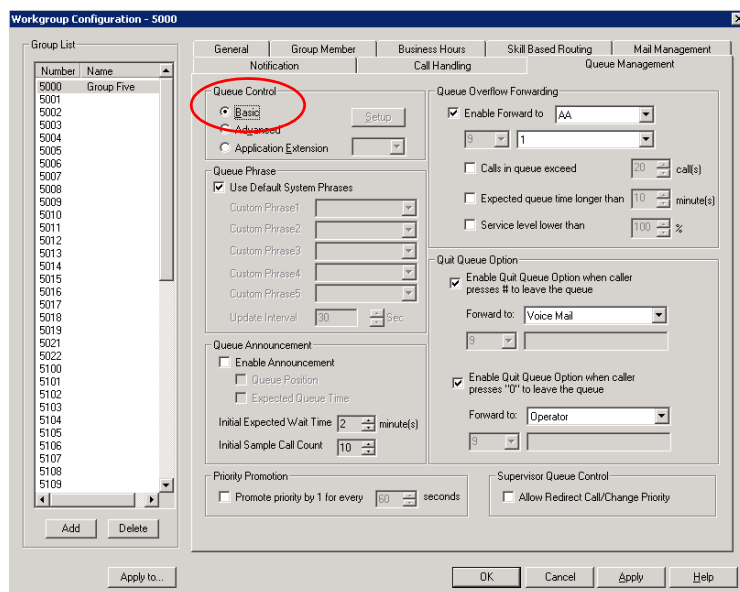 Workgroup Configuration - 5000
Group List
Number Name
5000 Group Five
5001
5002
5003
5004
5005
5006
5007
5008
5009
5010
5011
5012
5013
5014
5015
5016
5017
5018
5019
5021
5022
5100
5101
5102
5103
5104
5105
5106
5107
5108
5109
Add Delete
Apply to...
General Group Member Business Hours Skill Based Routing Mail Management
Notification Call Handling Queue Management
Queue Control
Basic
Setup
Advanced
Application Extension
Queue Phrase
Use Default System Phrases
Custom Phrase1
Custom Phrase2
Custom Phrase3
Custom Phrase4
Custom Phrase5
Update Interval 30 Sec
Queue Announcement
Enable Announcement
Queue Position
Expected Queue Time
Initial Expected Wait Time 2 minute(s)
Initial Sample Call Count 10
Priority Promotion
Promote priority by 1 for every 60 seconds
Queue Overflow Forwarding
Enable Forward to AA
9 1
Calls in queue exceed 20 call(s)
Expected queue time longer than 10 minute(s)
Service level lower than 100 %
Quit Queue Option
Enable Quit Queue Option when caller
presses # to leave the queue
Forward to: Voice Mail
9
Enable Quit Queue Option when caller
presses "0" to leave the queue
Forward to: Operator
9
Supervisor Queue Control
Allow Redirect Call/Change Priority
OK Cancel Apply Help